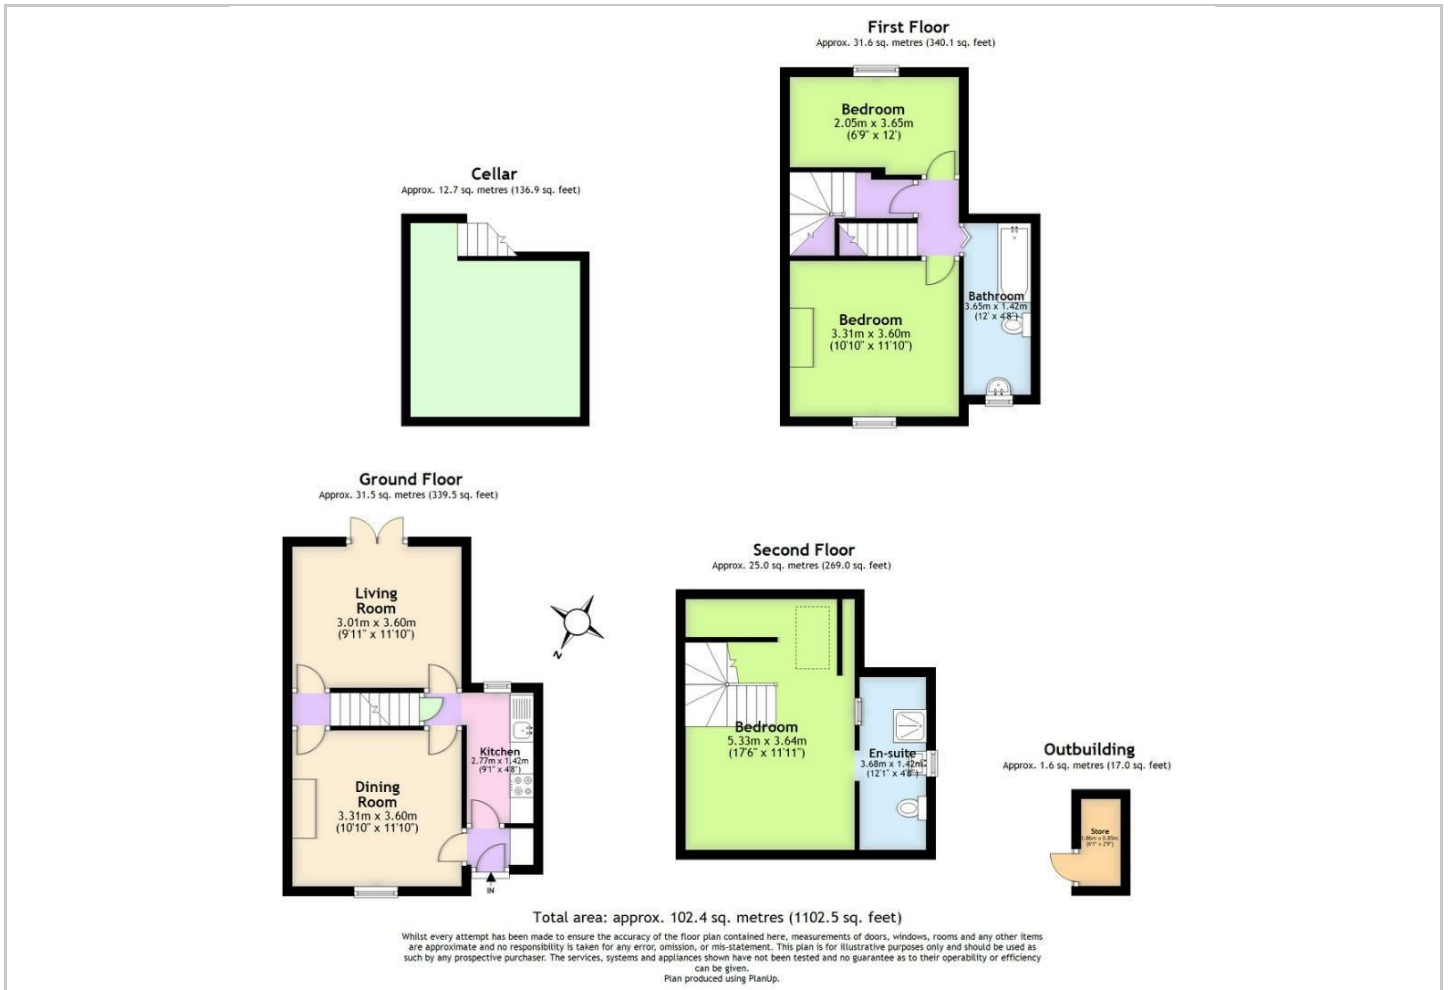 First Floor
Approx. 31.6 sq. metres (340.1 sq. feet)
Bedroom
2.05m x 3.65m
(6'9" x 12')
Bathroom
3.65m x 1.42m
(12' x 4'8")
Bedroom
3.31m x 3.60m
(10'10" x 11'10")
Cellar
Approx. 12.7 sq. metres (136.9 sq. feet)
Ground Floor
Approx. 31.5 sq. metres (339.5 sq. feet)
Living
Room
3.01m x 3.60m
(9'11" x 11'10")
Kitchen
2.77m x 1.42m
(9'1" x 4'8")
Dining
Room
3.31m x 3.60m
(10'10" x 11'10")
IN
N
Second Floor
Approx. 25.0 sq. metres (269.0 sq. feet)
Bedroom
5.33m x 3.64m
(17'6" x 11'11")
En-suite
3.68m x 1.42m
(12'1" x 4'8")
Outbuilding
Approx. 1.6 sq. metres (17.0 sq. feet)
Store
1.86m x 0.85m
(6'1" x 2'9")
Total area: approx. 102.4 sq. metres (1102.5 sq. feet)
Whilst every attempt has been made to ensure the accuracy of the floor plan contained here, measurements of doors, windows, rooms and any other items
are approximate and no responsibility is taken for any error, omission, or mis-statement. This plan is for illustrative purposes only and should be used as
such by any prospective purchaser. The services, systems and appliances shown have not been tested and no guarantee as to their operability or efficiency
can be given.
Plan produced using PlanUp.